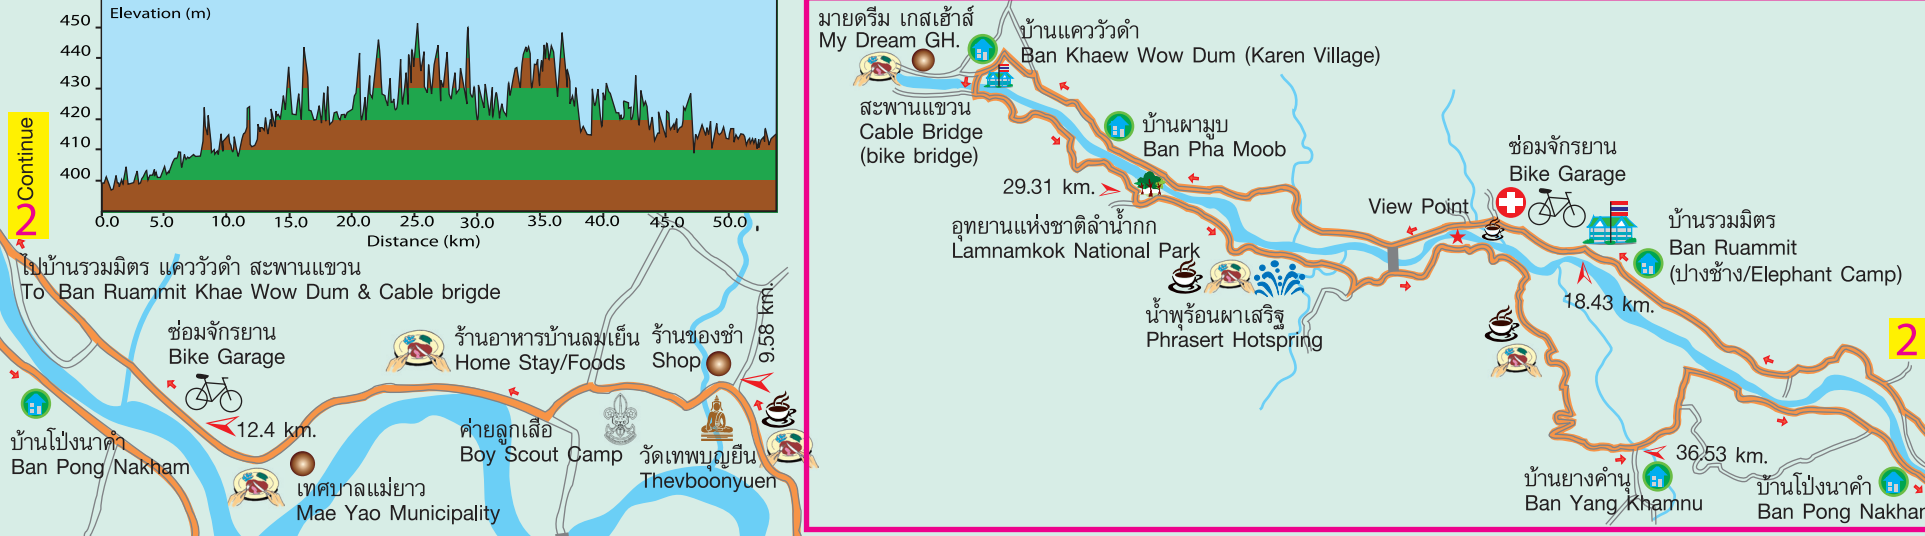 Elevation (m)
450
440
430
420
410
400
0.0 5.0 10.0 15.0 20.0 25.0 30.0 35.0 40.0 45.0 50.0
Distance (km)
Continue
2
ไปบ้านรวมมิตร แควววัวดำ สะพานแขวน
To Ban Ruammit Khae Wow Dum & Cable brigde
ซ่อมจักรยาน
Bike Garage
ร้านอาหารบ้านลมเย็น
Home Stay/Foods
ร้านของชำ
Shop
9.58 km.
12.4 km.
บ้านโป่งนาคำ
Ban Pong Nakham
เทศบาลแม่ยาว
Mae Yao Municipality
ค่ายลูกเสือ
Boy Scout Camp
วัดเทพบุญยืน
Thevboonyuen
มายดรีม เกสเฮ้าส์
My Dream GH.
บ้านแควววัวดำ
Ban Khaew Wow Dum (Karen Village)
สะพานแขวน
Cable Bridge
(bike bridge)
บ้านผามูบ
Ban Pha Moob
29.31 km.
อุทยานแห่งชาติลำน้ำกก
Lamnamkok National Park
น้ำพุร้อนผาเสริฐ
Phrasert Hotspring
View Point
ซ่อมจักรยาน
Bike Garage
บ้านรวมมิตร
Ban Ruammit
(ปางช้าง/Elephant Camp)
18.43 km.
2
36.53 km.
บ้านยางคำนุ
Ban Yang Khamnu
บ้านโป่งนาคำ
Ban Pong Nakhar